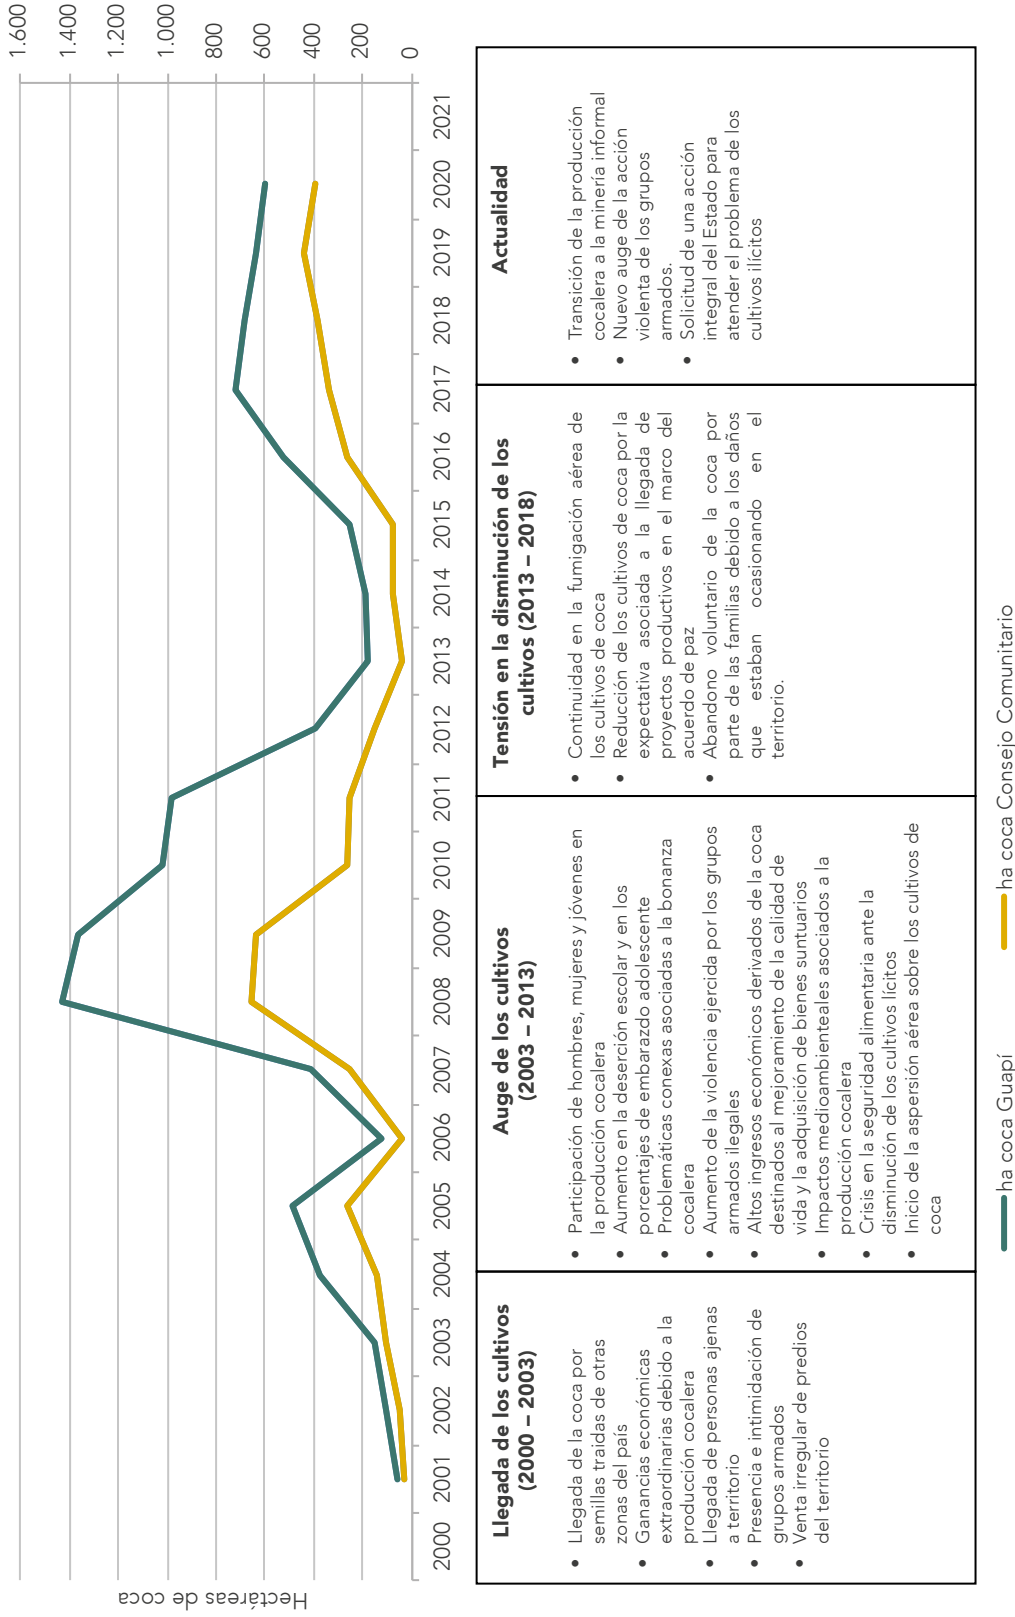 Hectáreas de coca
1.600
1.400
1.200
1.000
800
600
400
200
0
2000
2001
2002
2003
2004
2005
2006
2007
2008
2009
2010
2011
2012
2013
2014
2015
2016
2017
2018
2019
2020
2021
Llegada de los cultivos
(2000 – 2003)
• Llegada de la coca por
semillas traidas de otras
zonas del país
• Ganancias económicas
extraordinarias debido a la
producción cocalera
• Llegada de personas ajenas
a territorio
• Presencia e intimidación de
grupos armados
• Venta irregular de predios
del territorio
Auge de los cultivos
(2003 – 2013)
• Participación de hombres, mujeres y jóvenes en
la producción cocalera
• Aumento en la deserción escolar y en los
porcentajes de embarazdo adolescente
• Problemáticas conexas asociadas a la bonanza
cocalera
• Aumento de la violencia ejercida por los grupos
armados ilegales
• Altos ingresos económicos derivados de la coca
destinados al mejoramiento de la calidad de
vida y la adquisición de bienes suntuarios
• Impactos medioambienteales asociados a la
producción cocalera
• Crisis en la seguridad alimentaria ante la
disminución de los cultivos lícitos
• Inicio de la aspersión aérea sobre los cultivos de
coca
Tensión en la disminución de los
cultivos (2013 – 2018)
• Continuidad en la fumigación aérea de
los cultivos de coca
• Reducción de los cultivos de coca por la
expectativa asociada a la llegada de
proyectos productivos en el marco del
acuerdo de paz
• Abandono voluntario de la coca por
parte de las familias debido a los daños
que estaban ocasionando en el
territorio.
Actualidad
• Transición de la producción
cocalera a la minería informal
• Nuevo auge de la acción
violenta de los grupos
armados.
• Solicitud de una acción
integral del Estado para
atender el problema de los
cultivos ilícitos
ha coca Guapí
ha coca Consejo Comunitario